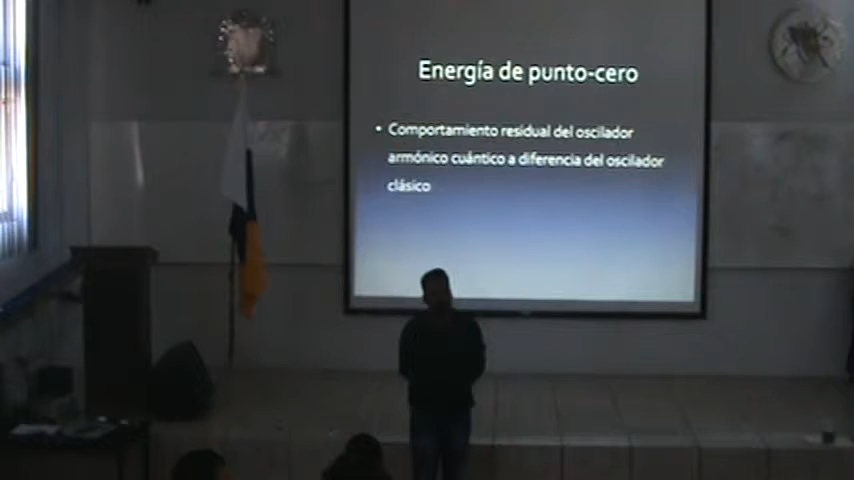 Energía de punto-cero
• Comportamiento residual del oscilador
armónico cuántico a diferencia del oscilador
clásico